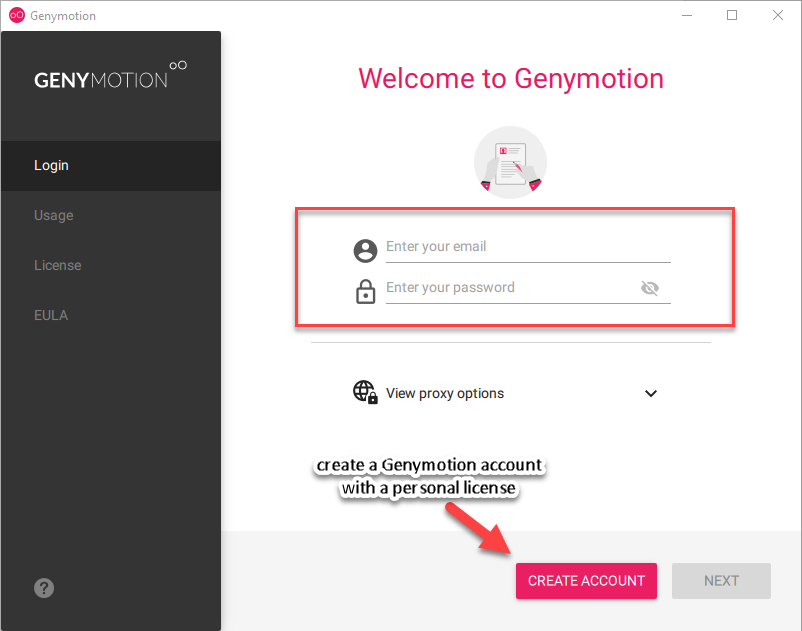 Genymotion
GENYMOTION
Login
Usage
License
EULA
Welcome to Genymotion
Enter your email
Enter your password
View proxy options
create a Genymotion account
with a personal license
?
CREATE ACCOUNT
NEXT